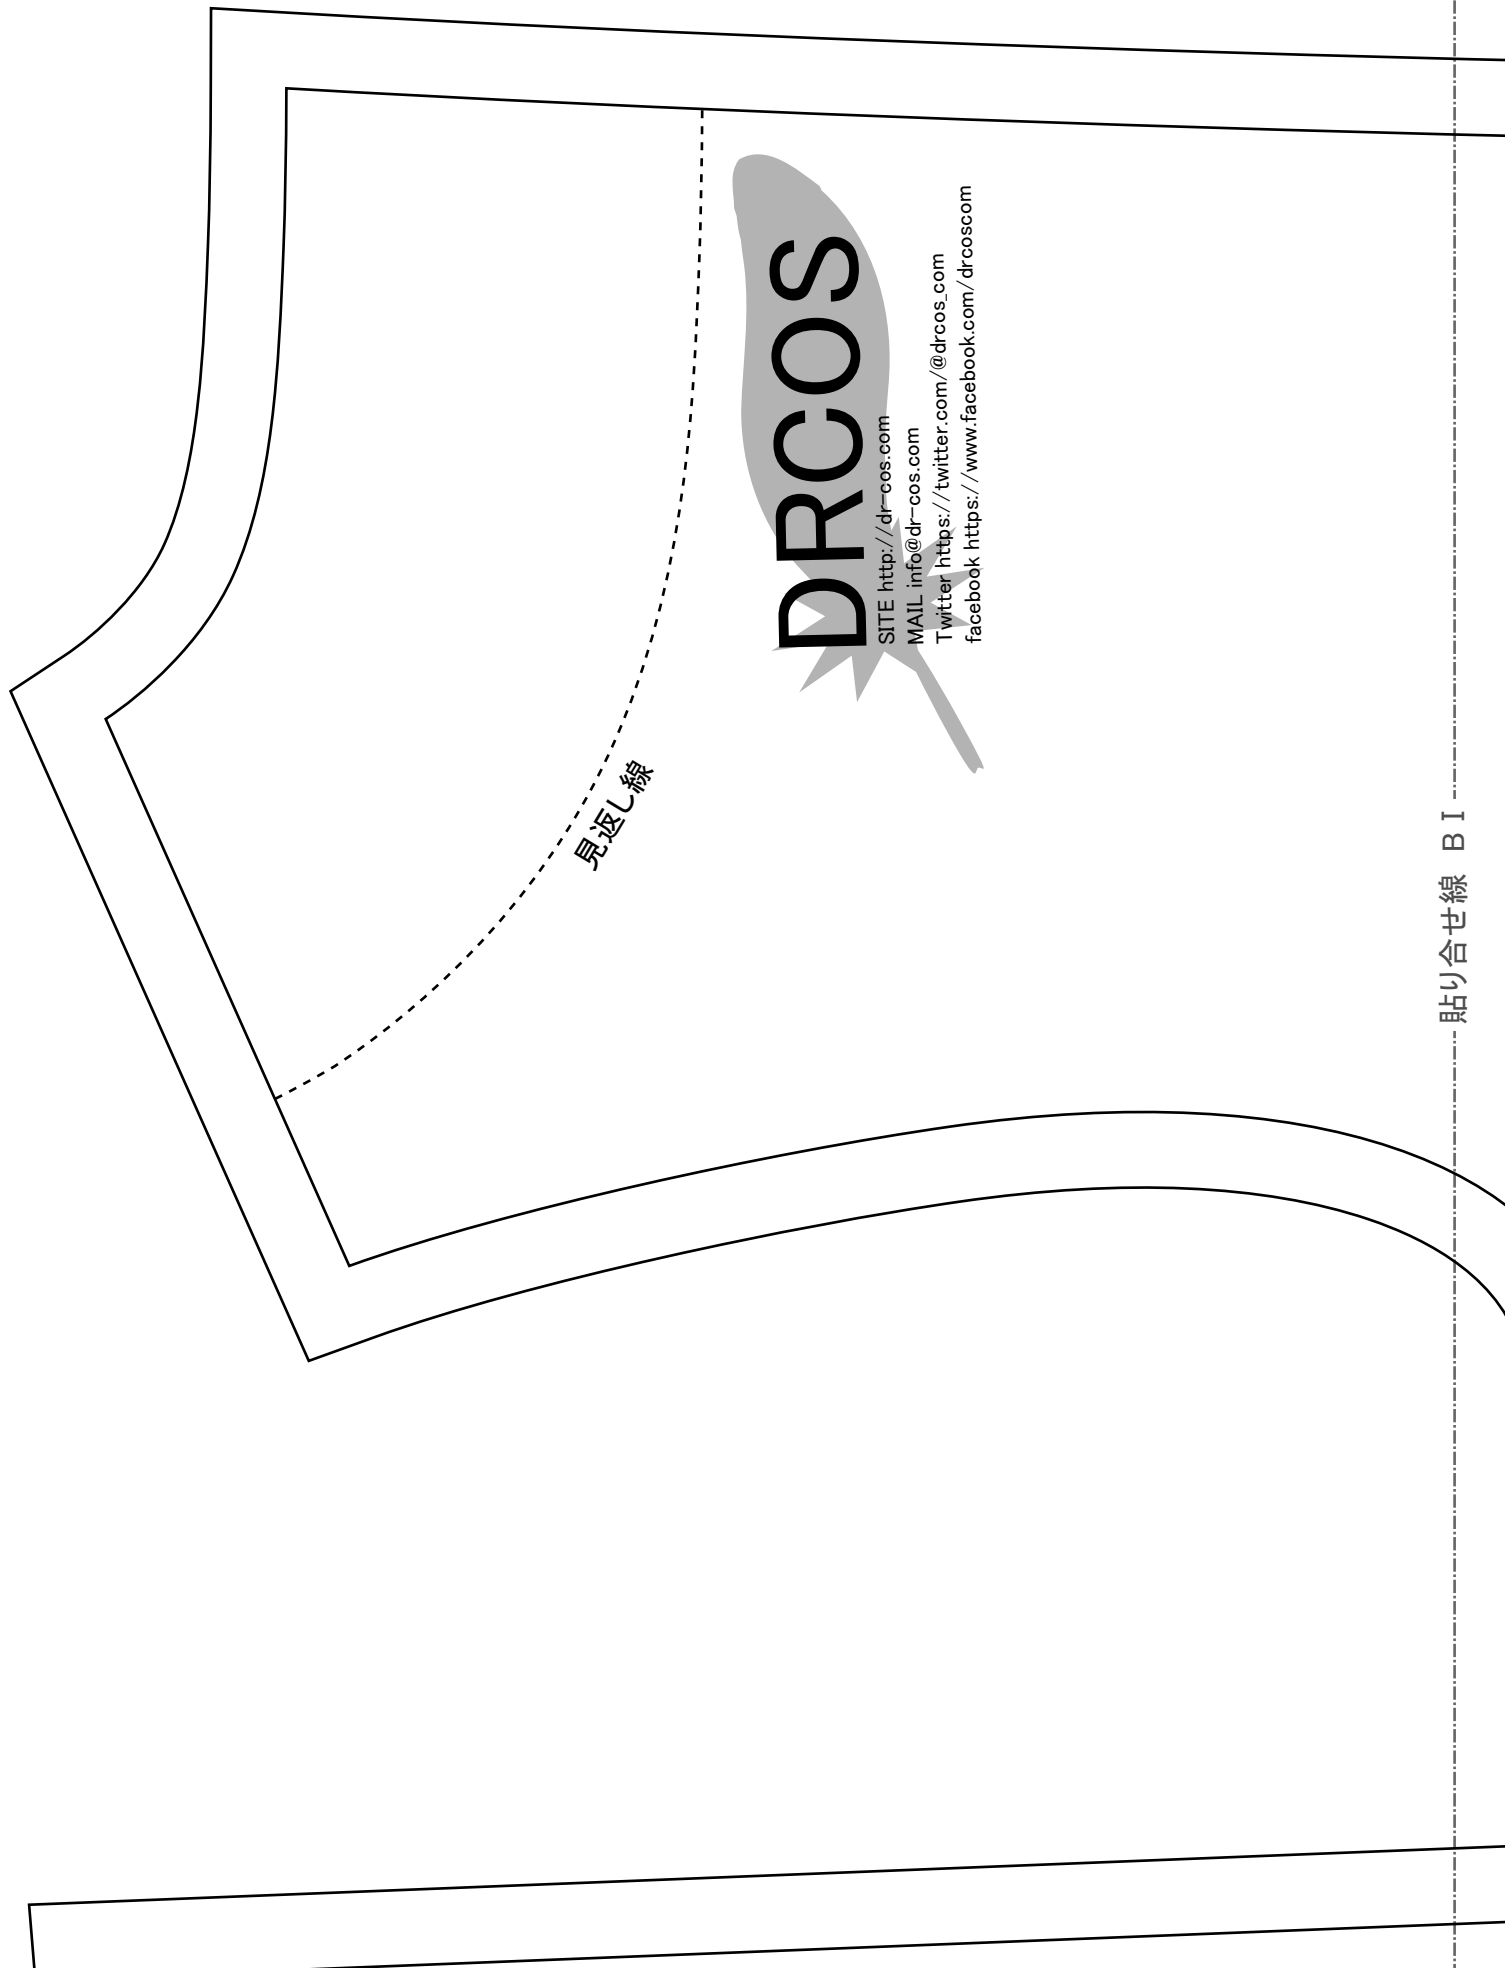 DRCOS
SITE http://dr-cos.com
MAIL info@dr-cos.com
Twitter https://twitter.com/@drcos_com
facebook https://www.facebook.com/drcoscom
見返し線
貼り合せ線 BI